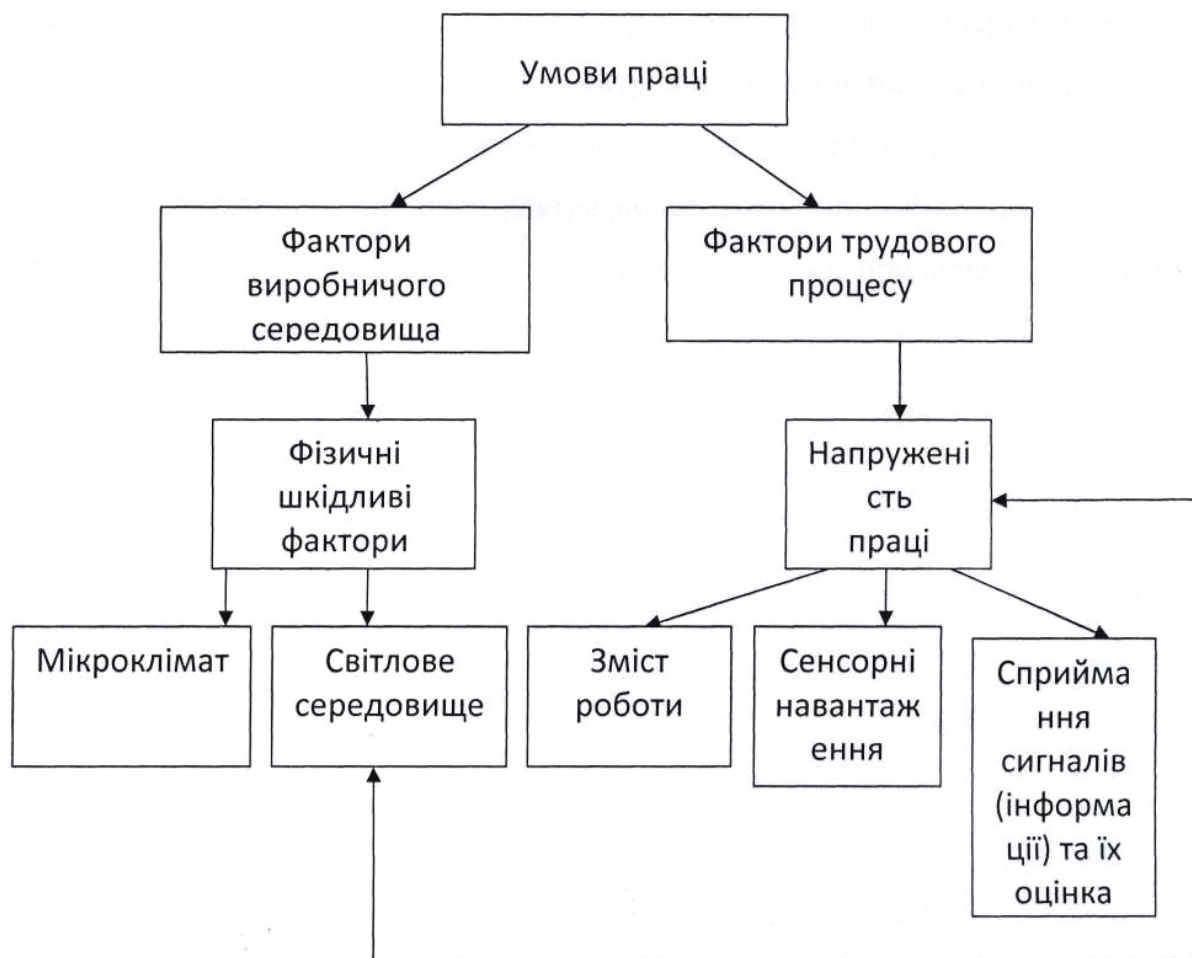 Умови праці
Фактори
виробничого
середовища
Фактори трудового
процесу
Фізичні
шкідливі
фактори
Напружені
сть
праці
Мікроклімат
Світлове
середовище
Зміст
роботи
Сенсорні
навантаж
ення
Сприйма
ння
сигналів
(інформа
ції) та їх
оцінка